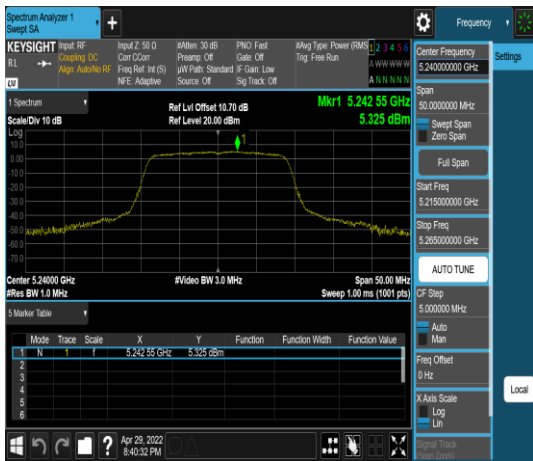 Spectrum Analyzer 1
Swept SA
+
Frequency
KEYSIGHT
RL
LXI
Input: RF
Coupling: DC
Align: Auto/No RF
Input Z: 50 Ω
Corr CCorr
Freq Ref: Int (S)
NFE: Adaptive
#Atten: 30 dB
Preamp: Off
µW Path: Standard
Source: Off
PNO: Fast
Gate: Off
IF Gain: Low
Sig Track: Off
#Avg Type: Power (RMS)
Trig: Free Run
1 2 3 4 5 6
A W W W W W
A N N N N N
1 Spectrum
Scale/Div 10 dB
Ref Lvl Offset 10.70 dB
Ref Level 20.00 dBm
Mkr1 5.242 55 GHz
5.325 dBm
Log
10.0
0.00
-10.0
-20.0
-30.0
-40.0
-50.0
-60.0
-70.0
1
Center 5.24000 GHz
#Res BW 1.0 MHz
#Video BW 3.0 MHz
Span 50.00 MHz
Sweep 1.00 ms (1001 pts)
5 Marker Table
Mode Trace Scale X Y Function Function Width Function Value
1 N 1 f 5.242 55 GHz 5.325 dBm
2
3
4
5
6
Apr 29, 2022
8:40:32 PM
Center Frequency
5.240000000 GHz
Settings
Span
50.0000000 MHz
Swept Span
Zero Span
Full Span
Start Freq
5.215000000 GHz
Stop Freq
5.265000000 GHz
AUTO TUNE
CF Step
5.000000 MHz
Auto
Man
Freq Offset
0 Hz
X Axis Scale
Log
Lin
Local
Signal Track
(Span Zoom)